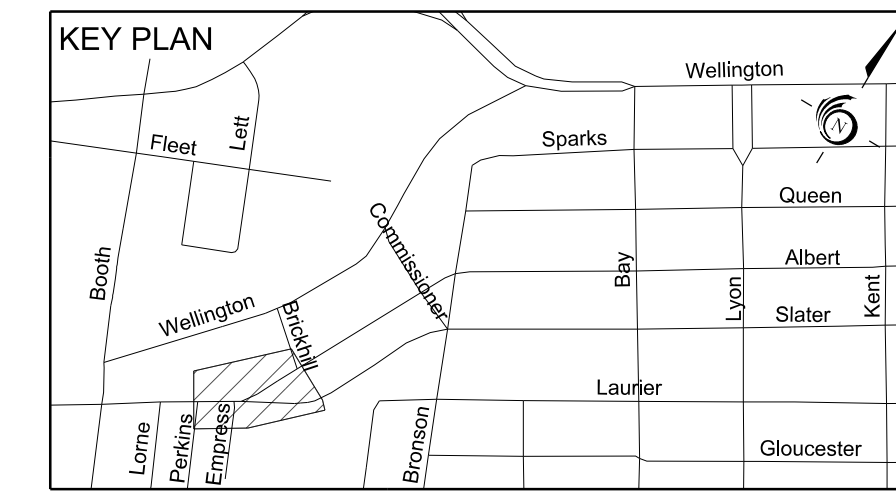 KEY PLAN
Wellington
N
Sparks
Fleet
Lett
Queen
Commissioner
Albert
Booth
Bay
Lyon
Kent
Wellington
Brickhill
Slater
Laurier
Lorne
Perkins
Empress
Bronson
Gloucester